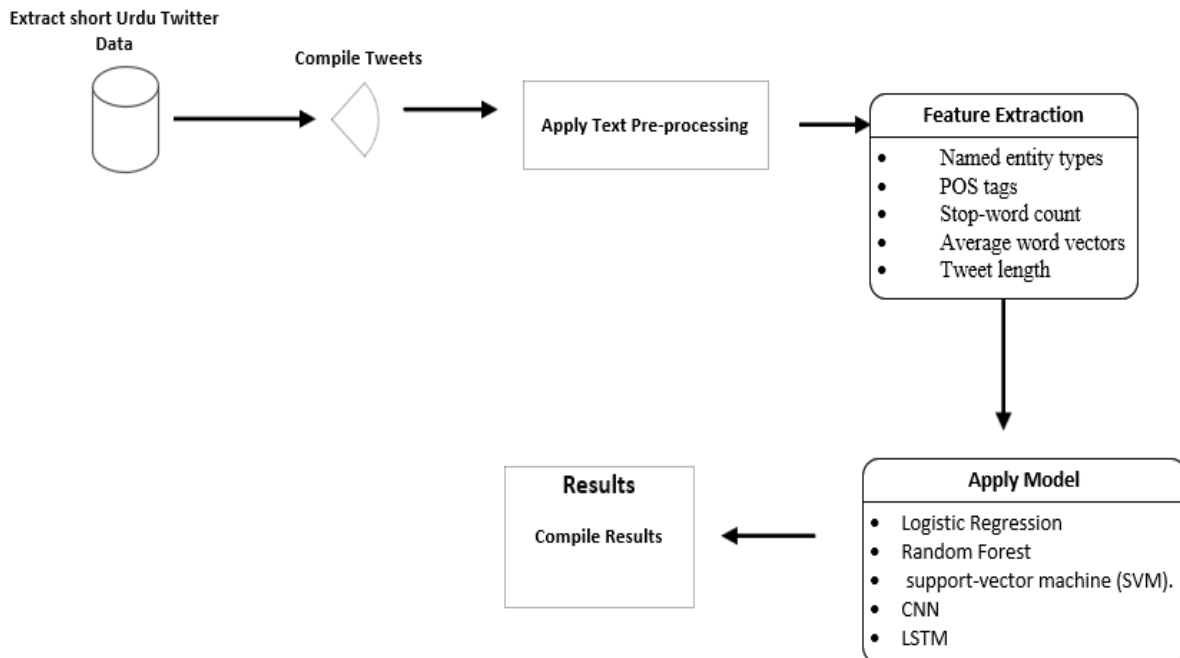 Extract short Urdu Twitter
Data
Compile Tweets
Apply Text Pre-processing
Feature Extraction
• Named entity types
• POS tags
• Stop-word count
• Average word vectors
• Tweet length
Apply Model
• Logistic Regression
• Random Forest
• support-vector machine (SVM).
• CNN
• LSTM
Results
Compile Results